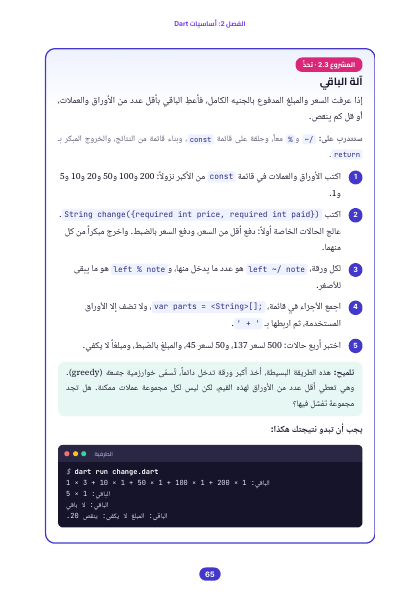 الفصل 2: أساسيات Dart
المشروع 2.3 · تحدٍّ
آلة الباقي
إذا عرفتَ السعر والمبلغ المدفوع بالجنيه الكامل، فأعطِ الباقي بأقل عدد من الأوراق والعملات،
أو قل كم ينقص.
ستتدرب على: /~ و % معاً، وحلقة على قائمة const، وبناء قائمة من النتائج، والخروج المبكر بـ
return.
1 اكتب الأوراق والعملات في قائمة const من الأكبر نزولاً: 200 و100 و50 و20 و10 و5
و1.
2 اكتب String change({required int price, required int paid}).
عالج الحالات الخاصة أولاً: دفع أقل من السعر، ودفع السعر بالضبط. واخرج مبكراً من كل
منهما.
3 لكل ورقة، left ~/ note هو عدد ما يدخل منها، و left % note هو ما يبقى
للأصغر.
4 اجمع الأجزاء في قائمة، var parts = <String>[];، ولا تضف إلا الأوراق
المستخدمة، ثم اربطها بـ ' + '.
5 اختبر أربع حالات: 500 لسعر 137، و50 لسعر 45، والمبلغ بالضبط، ومبلغاً لا يكفي.
تلميح: هذه الطريقة البسيطة، أخذ أكبر ورقة تدخل دائماً، تُسمّى خوارزمية جشعة (greedy).
وهي تعطي أقل عدد من الأوراق لهذه القيم، لكن ليس لكل مجموعة عملات ممكنة. هل تجد
مجموعة تَفشل فيها؟
يجب أن تبدو نتيجتك هكذا:
الطرفية
$ dart run change.dart
الباقي: 200 × 1 + 100 × 1 + 50 × 1 + 10 × 1 + 3 × 1
الباقي: 1 × 5
الباقي: لا باقي
الباقي: المبلغ لا يكفي: ينقص 20.
65